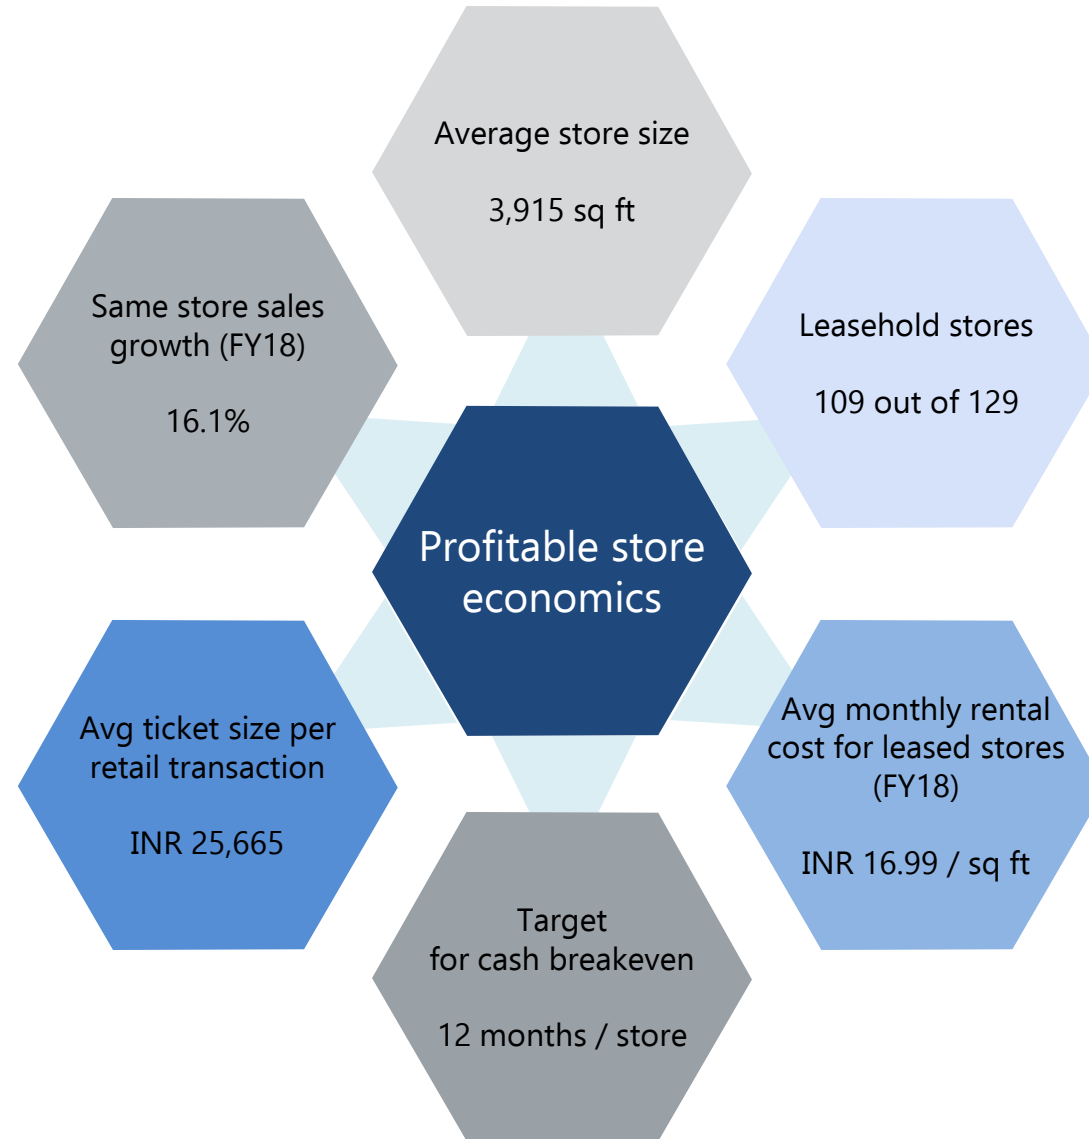 Average store size
3,915 sq ft
Same store sales
growth (FY18)
16.1%
Leasehold stores
109 out of 129
Profitable store
economics
Avg ticket size per
retail transaction
INR 25,665
Avg monthly rental
cost for leased stores
(FY18)
INR 16.99 / sq ft
Target
for cash breakeven
12 months / store